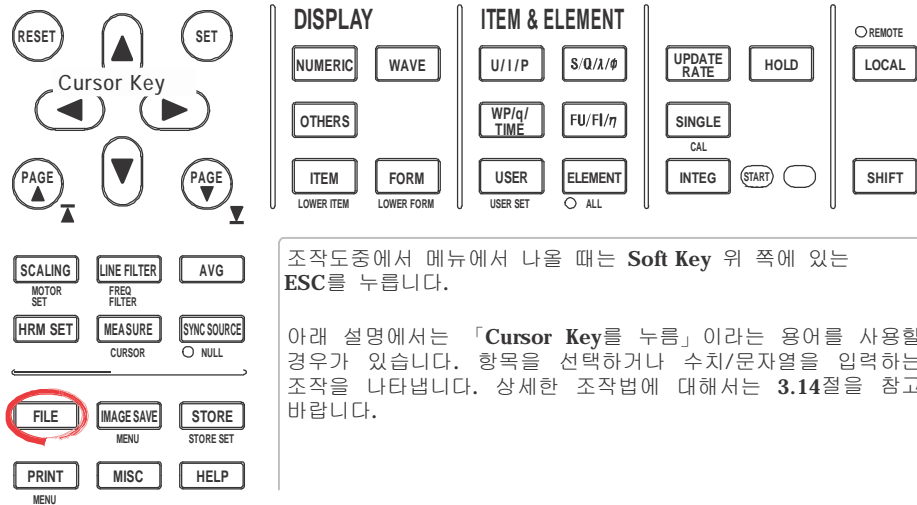 RESET
SET
Cursor Key
PAGE
PAGE
DISPLAY
NUMERIC
WAVE
OTHERS
ITEM
FORM
LOWER ITEM
LOWER FORM
ITEM & ELEMENT
U/I/P
S/Q/λ/ø
WP/q/
TIME
FU/FI/η
USER
ELEMENT
USER SET
ALL
UPDATE
RATE
HOLD
SINGLE
CAL
INTEG
START
REMOTE
LOCAL
SHIFT
SCALING
LINE FILTER
AVG
MOTOR
SET
FREQ
FILTER
HRM SET
MEASURE
SYNC SOURCE
CURSOR
NULL
FILE
IMAGE SAVE
STORE
MENU
STORE SET
PRINT
MISC
HELP
MENU
조작도중에서 메뉴에서 나올 때는 Soft Key 위 쪽에 있는
ESC를 누릅니다.
아래 설명에서는 「Cursor Key를 누름」이라는 용어를 사용할
경우가 있습니다. 항목을 선택하거나 수치/문자열을 입력하는
조작을 나타냅니다. 상세한 조작법에 대해서는 3.14절을 참고
바랍니다.